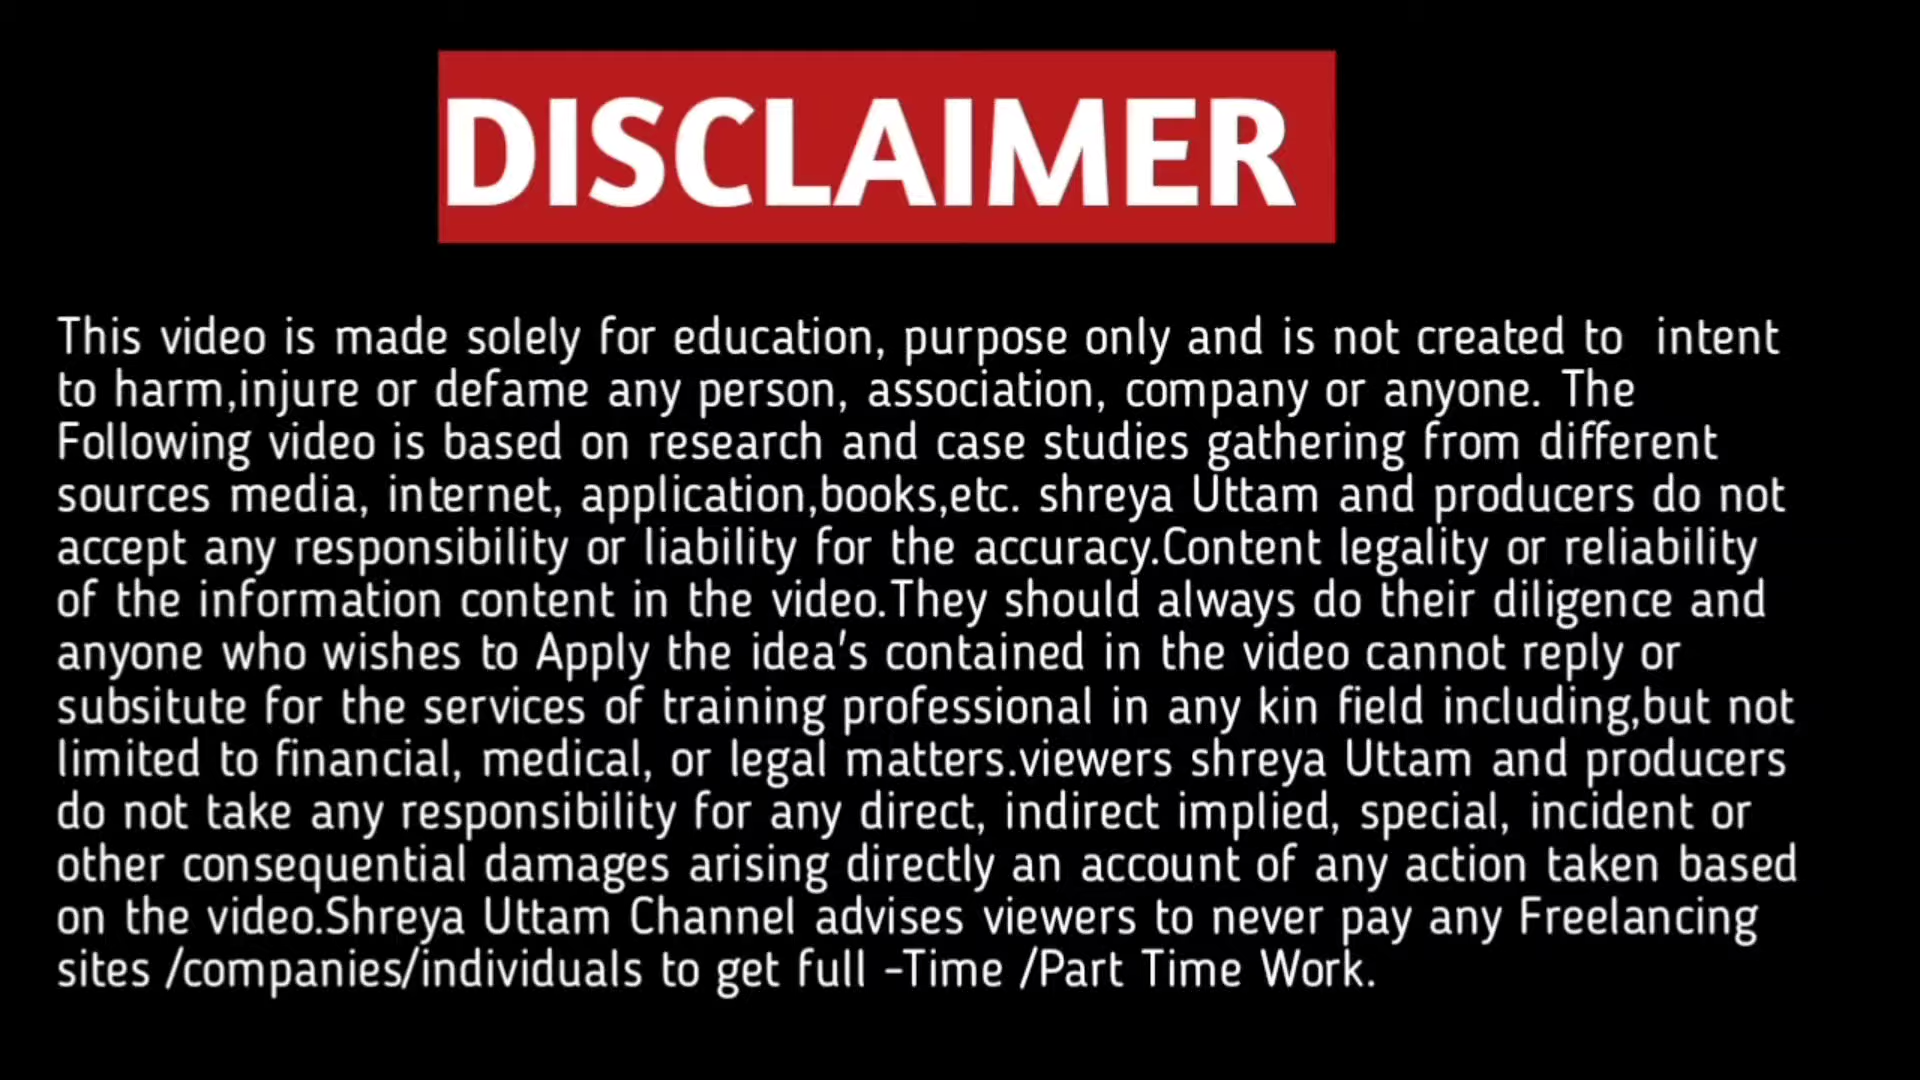 DISCLAIMER
This video is made solely for education, purpose only and is not created to  intent
to harm,injure or defame any person, association, company or anyone. The
Following video is based on research and case studies gathering from different
sources media, internet, application,books,etc. shreya Uttam and producers do not
accept any responsibility or liability for the accuracy.Content legality or reliability
of the information content in the video.They should always do their diligence and
anyone who wishes to Apply the idea's contained in the video cannot reply or
subsitute for the services of training professional in any kin field including,but not
limited to financial, medical, or legal matters.viewers shreya Uttam and producers
do not take any responsibility for any direct, indirect implied, special, incident or
other consequential damages arising directly an account of any action taken based
on the video.Shreya Uttam Channel advises viewers to never pay any Freelancing
sites /companies/individuals to get full -Time /Part Time Work.